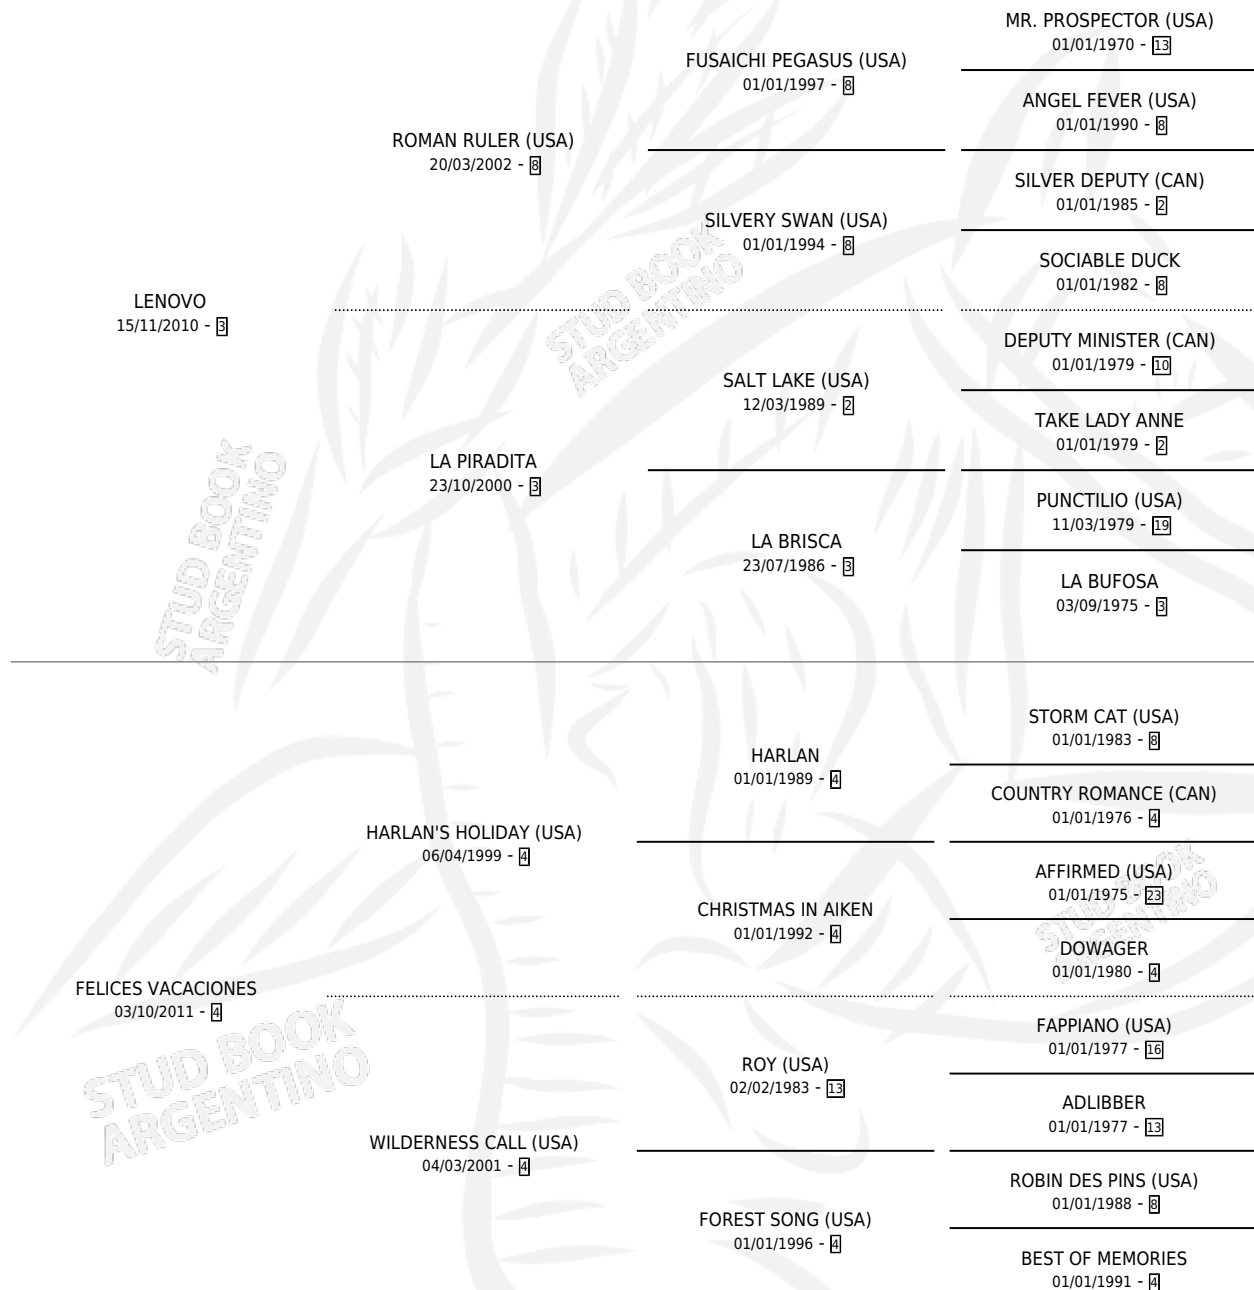 MR. PROSPECTOR (USA)
01/01/1970 - 13
FUSAICHI PEGASUS (USA)
01/01/1997 - 8
ANGEL FEVER (USA)
01/01/1990 - 8
ROMAN RULER (USA)
20/03/2002 - 8
SILVER DEPUTY (CAN)
01/01/1985 - 2
SILVERY SWAN (USA)
01/01/1994 - 8
SOCIABLE DUCK
01/01/1982 - 8
STUD BOOK
ARGENTINO
LENOVO
15/11/2010 - 3
DEPUTY MINISTER (CAN)
01/01/1979 - 10
SALT LAKE (USA)
12/03/1989 - 2
TAKE LADY ANNE
01/01/1979 - 2
LA PIRADITA
23/10/2000 - 3
PUNCTILIO (USA)
11/03/1979 - 19
LA BRISCA
23/07/1986 - 3
LA BUFOSA
03/09/1975 - 3
STUD BOOK
ARGENTINO
STORM CAT (USA)
01/01/1983 - 8
HARLAN
01/01/1989 - 4
COUNTRY ROMANCE (CAN)
01/01/1976 - 4
HARLAN'S HOLIDAY (USA)
06/04/1999 - 4
AFFIRMED (USA)
01/01/1975 - 23
CHRISTMAS IN AIKEN
01/01/1992 - 4
DOWAGER
01/01/1980 - 4
STUD BOOK
ARGENTINO
FELICES VACACIONES
03/10/2011 - 4
FAPPIANO (USA)
01/01/1977 - 16
ROY (USA)
02/02/1983 - 13
ADLIBBER
01/01/1977 - 13
STUD BOOK
ARGENTINO
WILDERNESS CALL (USA)
04/03/2001 - 4
ROBIN DES PINS (USA)
01/01/1988 - 8
FOREST SONG (USA)
01/01/1996 - 4
BEST OF MEMORIES
01/01/1991 - 4